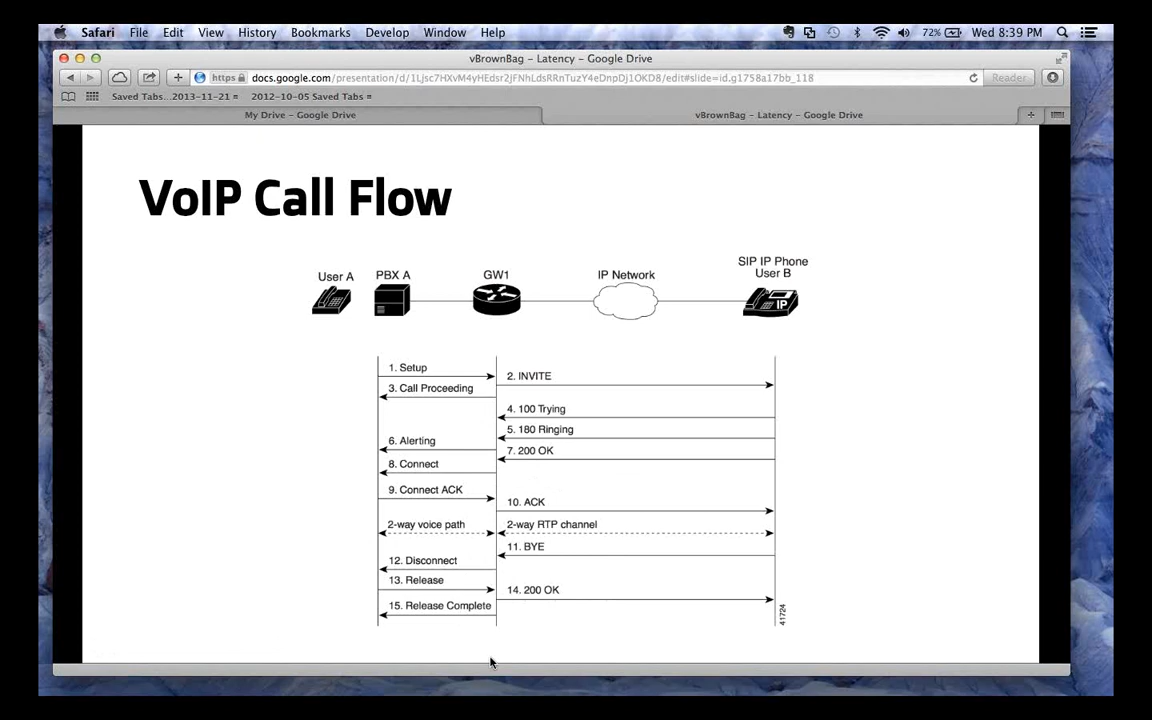 Safari File Edit View History Bookmarks Develop Window Help 72% Wed 8:39 PM
vBrownBag – Latency – Google Drive
https docs.google.com/presentation/d/1LJsc7HXvM4yHEdsr2jFNhLdsRRnTuzY4eDnpDj1OKD8/edit#slide=id.g1758a17bb_118 Reader
Saved Tabs...2013-11-21 2012-10-05 Saved Tabs
My Drive – Google Drive vBrownBag – Latency – Google Drive
VoIP Call Flow
User A PBX A GW1 IP Network SIP IP Phone
User B
IP
1. Setup
2. INVITE
3. Call Proceeding
4. 100 Trying
5. 180 Ringing
6. Alerting
7. 200 OK
8. Connect
9. Connect ACK
10. ACK
2-way voice path 2-way RTP channel
11. BYE
12. Disconnect
13. Release
14. 200 OK
15. Release Complete
41724